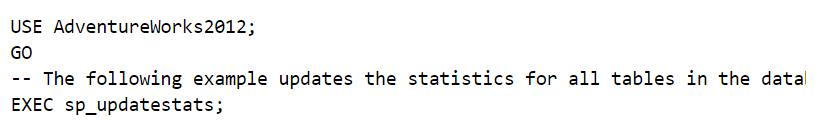 USE AdventureWorks2012;
GO
-- The following example updates the statistics for all tables in the
EXEC sp_updatestats;